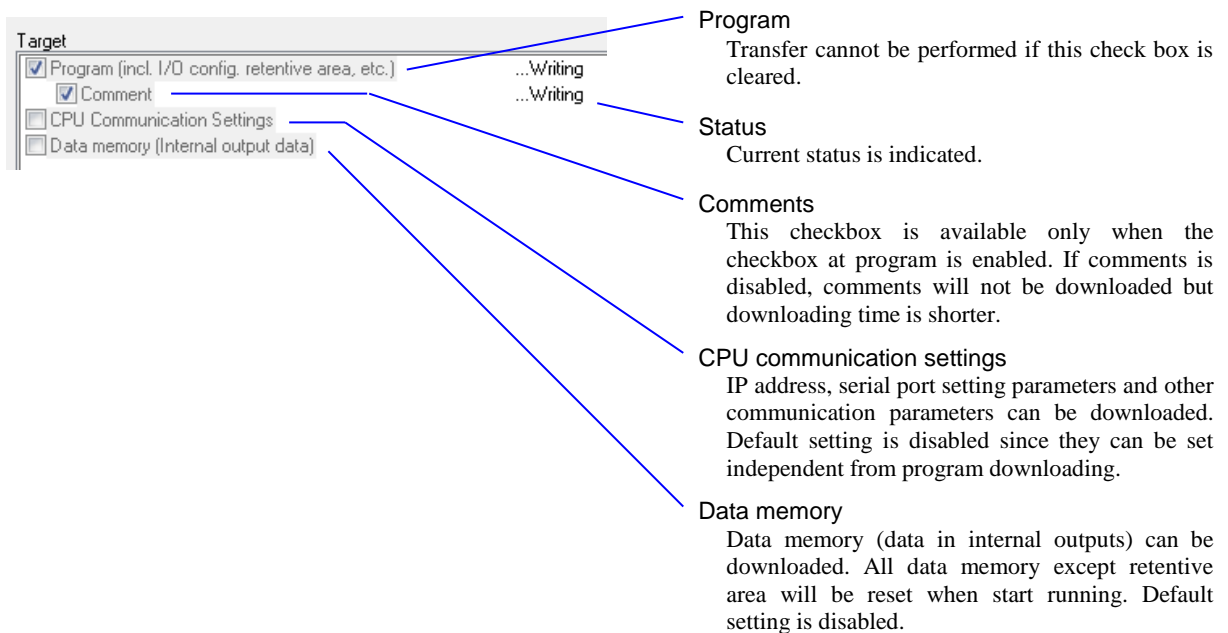 Target
Program (incl. I/O config. retentive area, etc.) ...Writing
Comment ...Writing
CPU Communication Settings
Data memory (Internal output data)
Program
Transfer cannot be performed if this check box is
cleared.
Status
Current status is indicated.
Comments
This checkbox is available only when the
checkbox at program is enabled. If comments is
disabled, comments will not be downloaded but
downloading time is shorter.
CPU communication settings
IP address, serial port setting parameters and other
communication parameters can be downloaded.
Default setting is disabled since they can be set
independent from program downloading.
Data memory
Data memory (data in internal outputs) can be
downloaded. All data memory except retentive
area will be reset when start running. Default
setting is disabled.